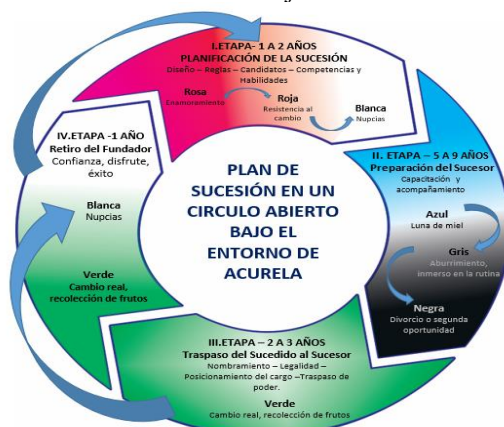 I.ETAPA- 1 A 2 AÑOS
PLANIFICACIÓN DE LA SUCESIÓN
Diseño – Reglas – Candidatos – Competencias y
Habilidades
Rosa
Enamoramiento
Roja
Resistencia al
cambio
Blanca
Nupcias
II. ETAPA – 5 A 9 AÑOS
Preparación del Sucesor
Capacitación y
acompañamiento
Azul
Luna de miel
Gris
Aburrimiento,
inmerso en la rutina
Negra
Divorcio o segunda
oportunidad
III.ETAPA – 2 A 3 AÑOS
Traspaso del Sucedido al Sucesor
Nombramiento – Legalidad –
Posicionamiento del cargo –Traspaso de
poder.
Verde
Cambio real, recolección de frutos
IV.ETAPA -1 AÑO
Retiro del Fundador
Confianza, disfrute,
éxito
Blanca
Nupcias
Verde
Cambio real,
recolección de frutos
PLAN DE
SUCESIÓN EN UN
CIRCULO ABIERTO
BAJO EL
ENTORNO DE
ACURELA